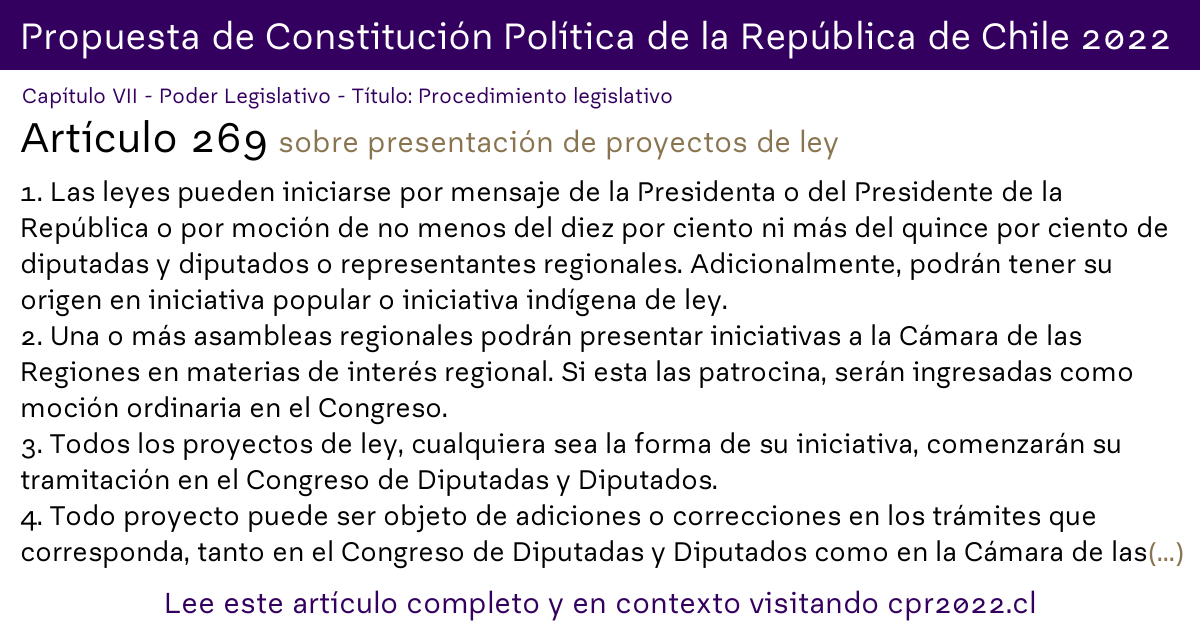 Propuesta de Constitución Política de la República de Chile 2022
Capítulo VII - Poder Legislativo - Título: Procedimiento legislativo
Artículo 269 sobre presentación de proyectos de ley
1. Las leyes pueden iniciarse por mensaje de la Presidenta o del Presidente de la
República o por moción de no menos del diez por ciento ni más del quince por ciento de
diputadas y diputados o representantes regionales. Adicionalmente, podrán tener su
origen en iniciativa popular o iniciativa indígena de ley.
2. Una o más asambleas regionales podrán presentar iniciativas a la Cámara de las
Regiones en materias de interés regional. Si esta las patrocina, serán ingresadas como
moción ordinaria en el Congreso.
3. Todos los proyectos de ley, cualquiera sea la forma de su iniciativa, comenzarán su
tramitación en el Congreso de Diputadas y Diputados.
4. Todo proyecto puede ser objeto de adiciones o correcciones en los trámites que
corresponda, tanto en el Congreso de Diputadas y Diputados como en la Cámara de las(...)
Lee este artículo completo y en contexto visitando cpr2022.cl